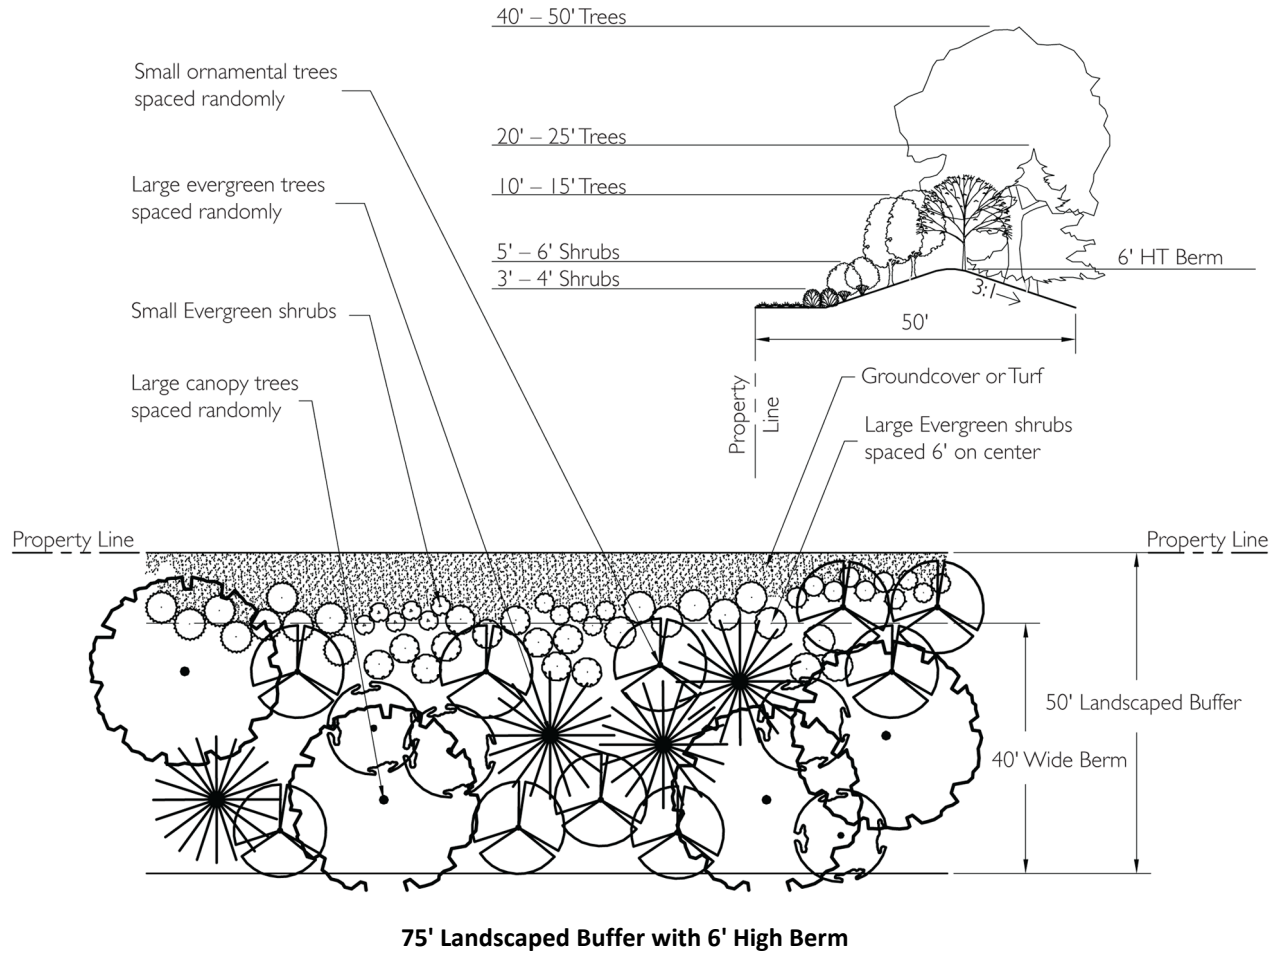 40' – 50' Trees
Small ornamental trees
spaced randomly
20' – 25' Trees
Large evergreen trees
spaced randomly
10' – 15' Trees
5' – 6' Shrubs
6' HT Berm
3' – 4' Shrubs
3:1
Small Evergreen shrubs
50'
Large canopy trees
spaced randomly
Property
Line
Groundcover or Turf
Large Evergreen shrubs
spaced 6' on center
Property Line
Property Line
50' Landscaped Buffer
40' Wide Berm
75' Landscaped Buffer with 6' High Berm